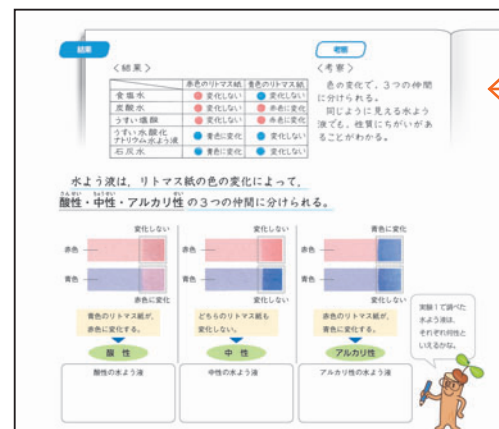 結果
〈結果〉
赤色のリトマス紙 青色のリトマス紙
食塩水 変化しない 変化しない
炭酸水 変化しない 赤色に変化
うすい塩酸 変化しない 赤色に変化
うすい水酸化ナトリウム水よう液 青色に変化 変化しない
石灰水 青色に変化 変化しない
考察
〈考察〉
色の変化で、3つの仲間
に分けられる。
同じように見える水よう
液でも、性質にちがいがあ
ることがわかる。
水よう液は、リトマス紙の色の変化によって、
さんせい ちゅうせい せい
酸性・中性・アルカリ性の3つの仲間に分けられる。
変化しない
赤色
青色
赤色に変化
青色のリトマス紙が、
赤色に変化する。
酸性
酸性の水よう液
変化しない
赤色
青色
変化しない
どちらのリトマス紙も
変化しない。
中性
中性の水よう液
青色に変化
赤色
青色
変化しない
赤色のリトマス紙が、
青色に変化する。
アルカリ性
アルカリ性の水よう液
実験1で調べた
水よう液は、
それぞれ何性と
いえるかな。